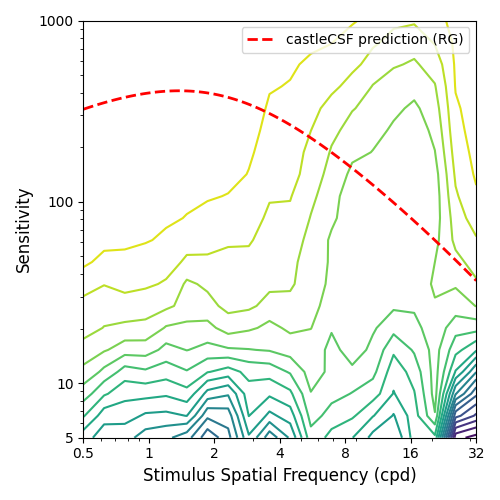 1000
castleCSF prediction (RG)
100
Sensitivity
10
5
0.5 1 2 4 8 16 32
Stimulus Spatial Frequency (cpd)